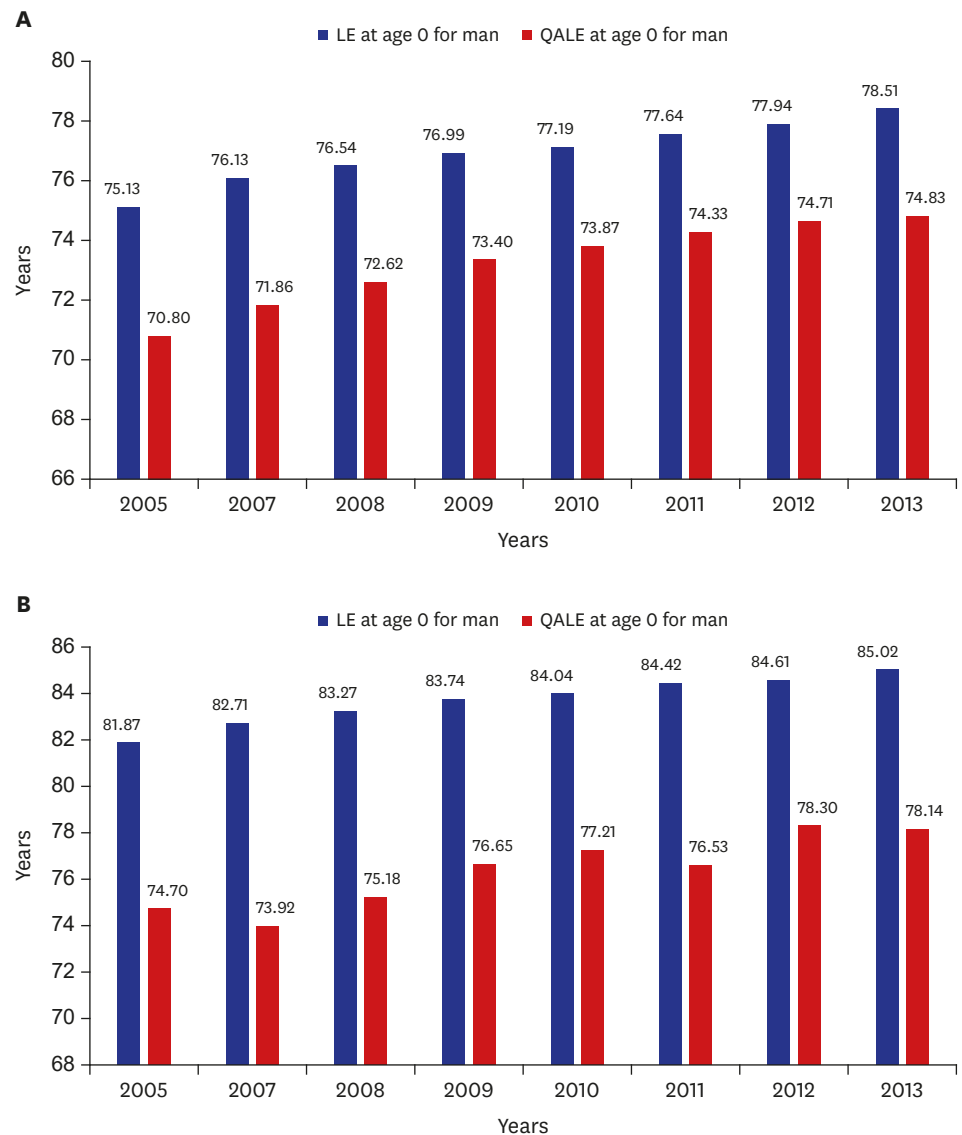 A
LE at age 0 for man QALE at age 0 for man
80
78
76
74
72
70
68
66
Years
75.13 76.13 76.54 76.99 77.19 77.64 77.94 78.51
70.80 71.86 72.62 73.40 73.87 74.33 74.71 74.83
2005 2007 2008 2009 2010 2011 2012 2013
Years
B
LE at age 0 for man QALE at age 0 for man
86
84
82
80
78
76
74
72
70
68
Years
81.87 82.71 83.27 83.74 84.04 84.42 84.61 85.02
74.70 73.92 75.18 76.65 77.21 76.53 78.30 78.14
2005 2007 2008 2009 2010 2011 2012 2013
Years